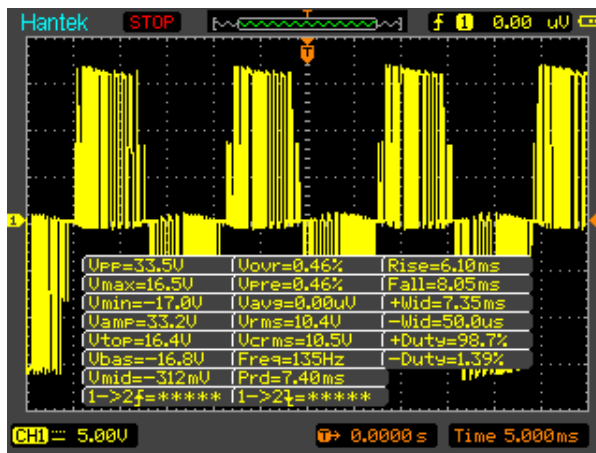 Hantek STOP T f 1 0.00 uV
T
1
Vpp=33.5V Vovr=0.46% Rise=6.10ms
Vmax=16.5V Vpre=0.46% Fall=8.05ms
Vmin=-17.0V Vavg=0.00uV +Wid=7.35ms
Vamp=33.2V Vrms=10.4V -Wid=50.0us
Vtop=16.4V Vcrms=10.5V +Duty=98.7%
Vbas=-16.8V Freq=135Hz -Duty=1.39%
Vmid=-312mV Prd=7.40ms
1->2f=***** 1->2Ɨ=*****
CH1 5.00V T→ 0.0000 s Time 5.000ms